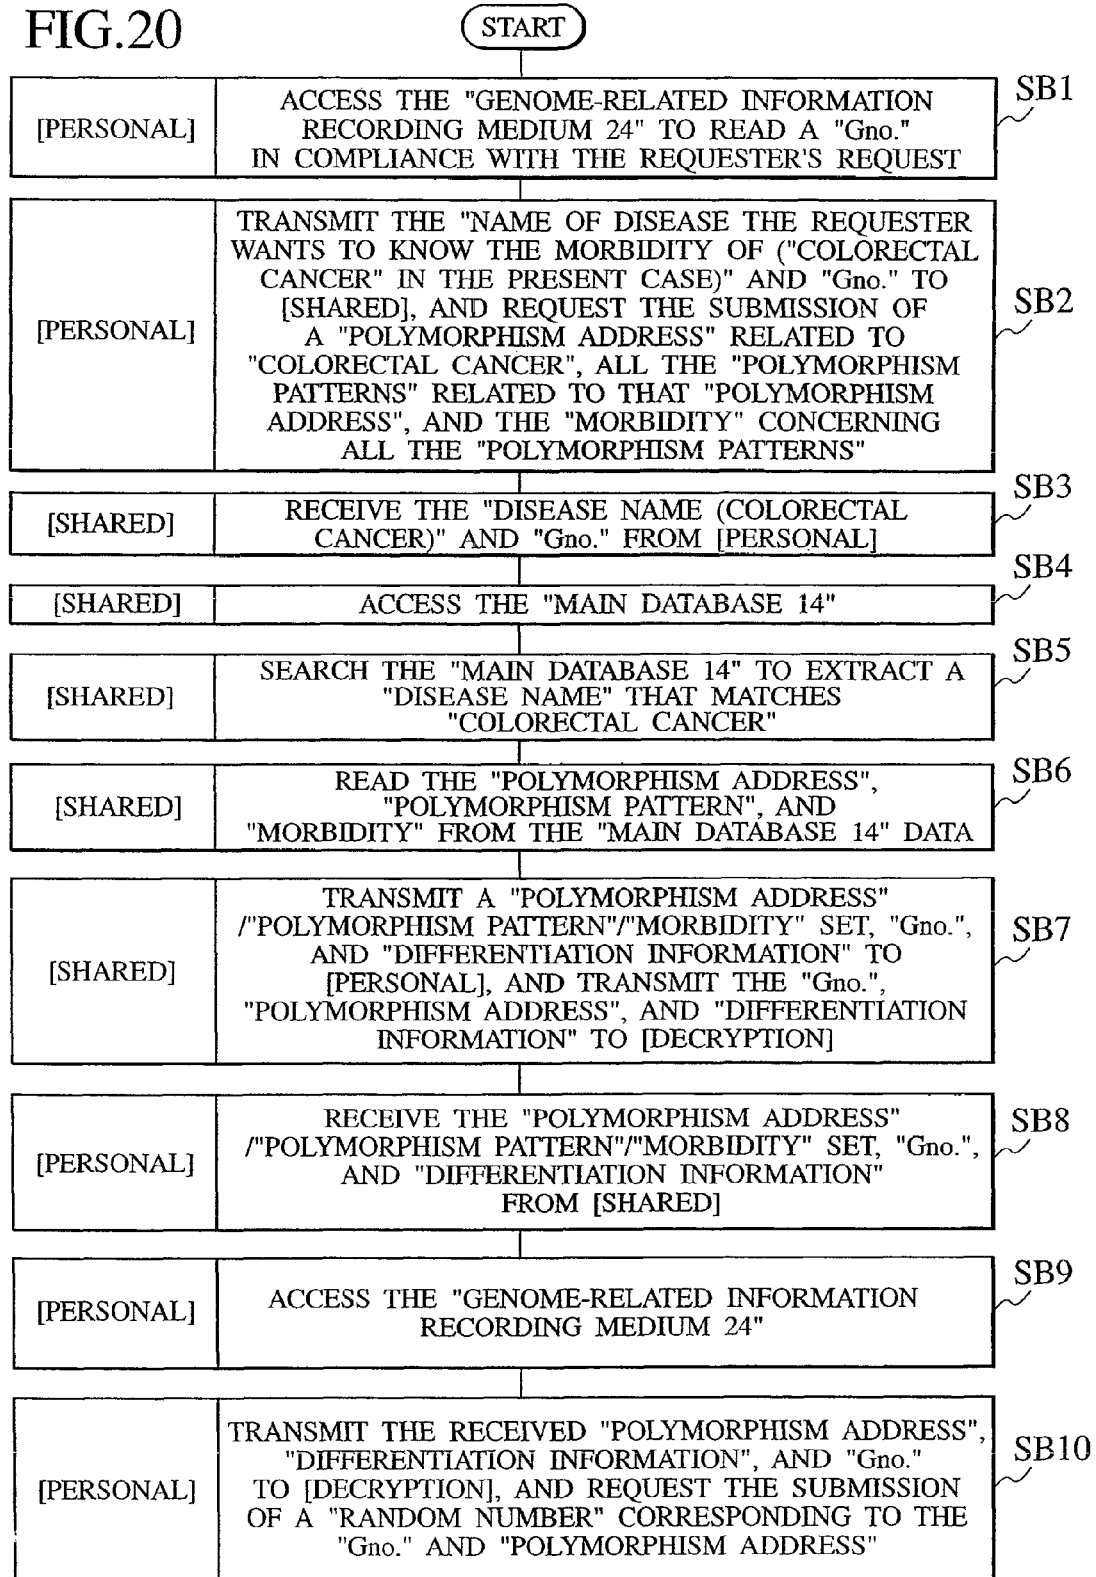 FIG.20
START
SB1
[PERSONAL]
ACCESS THE "GENOME-RELATED INFORMATION
RECORDING MEDIUM 24" TO READ A "Gno."
IN COMPLIANCE WITH THE REQUESTER'S REQUEST
SB2
[PERSONAL]
TRANSMIT THE "NAME OF DISEASE THE REQUESTER
WANTS TO KNOW THE MORBIDITY OF ("COLORECTAL
CANCER" IN THE PRESENT CASE)" AND "Gno." TO
[SHARED], AND REQUEST THE SUBMISSION OF
A "POLYMORPHISM ADDRESS" RELATED TO
"COLORECTAL CANCER", ALL THE "POLYMORPHISM
PATTERNS" RELATED TO THAT "POLYMORPHISM
ADDRESS", AND THE "MORBIDITY" CONCERNING
ALL THE "POLYMORPHISM PATTERNS"
SB3
[SHARED]
RECEIVE THE "DISEASE NAME (COLORECTAL
CANCER)" AND "Gno." FROM [PERSONAL]
SB4
[SHARED]
ACCESS THE "MAIN DATABASE 14"
SB5
[SHARED]
SEARCH THE "MAIN DATABASE 14" TO EXTRACT A
"DISEASE NAME" THAT MATCHES
"COLORECTAL CANCER"
SB6
[SHARED]
READ THE "POLYMORPHISM ADDRESS",
"POLYMORPHISM PATTERN", AND
"MORBIDITY" FROM THE "MAIN DATABASE 14" DATA
SB7
[SHARED]
TRANSMIT A "POLYMORPHISM ADDRESS"
/"POLYMORPHISM PATTERN"/"MORBIDITY" SET, "Gno.",
AND "DIFFERENTIATION INFORMATION" TO
[PERSONAL], AND TRANSMIT THE "Gno.",
"POLYMORPHISM ADDRESS", AND "DIFFERENTIATION
INFORMATION" TO [DECRYPTION]
SB8
[PERSONAL]
RECEIVE THE "POLYMORPHISM ADDRESS"
/"POLYMORPHISM PATTERN"/"MORBIDITY" SET, "Gno.",
AND "DIFFERENTIATION INFORMATION"
FROM [SHARED]
SB9
[PERSONAL]
ACCESS THE "GENOME-RELATED INFORMATION
RECORDING MEDIUM 24"
SB10
[PERSONAL]
TRANSMIT THE RECEIVED "POLYMORPHISM ADDRESS",
"DIFFERENTIATION INFORMATION", AND "Gno."
TO [DECRYPTION], AND REQUEST THE SUBMISSION
OF A "RANDOM NUMBER" CORRESPONDING TO THE
"Gno." AND "POLYMORPHISM ADDRESS"